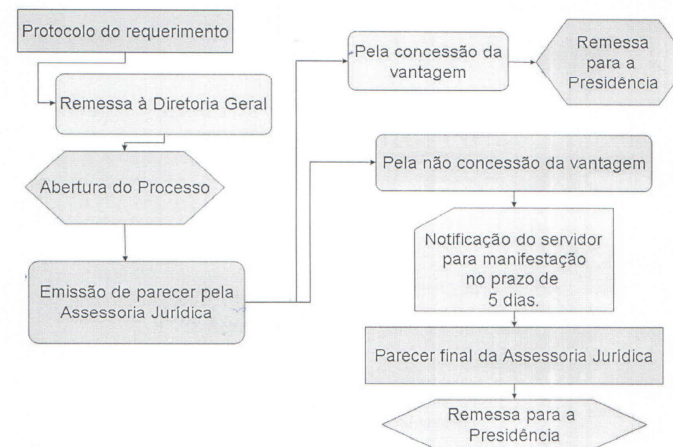 Protocolo do requerimento
Remessa à Diretoria Geral
Abertura do Processo
Emissão de parecer pela
Assessoria Jurídica
Pela concessão da
vantagem
Remessa
para a
Presidência
Pela não concessão da vantagem
Notificação do servidor
para manifestação
no prazo de
5 dias.
Parecer final da Assessoria Jurídica
Remessa para a
Presidência